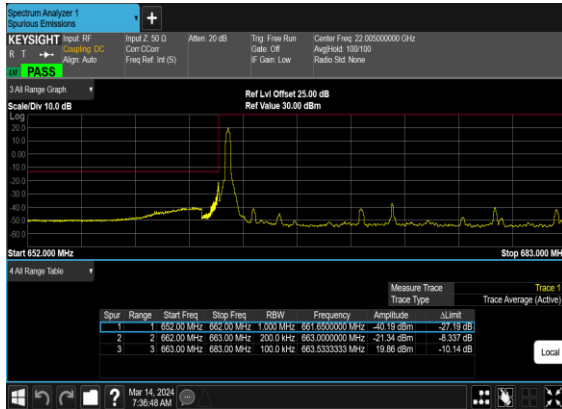 Spectrum Analyzer 1
Spurious Emissions
KEYSIGHT
R T
LXI PASS
Input: RF
Coupling: DC
Align: Auto
Input Z: 50 Ω
Corr CCorr
Freq Ref: Int (S)
Atten: 20 dB
Trig: Free Run
Gate: Off
IF Gain: Low
Center Freq: 22.005000000 GHz
Avg|Hold: 100/100
Radio Std: None
3 All Range Graph
Ref Lvl Offset 25.00 dB
Scale/Div 10.0 dB
Ref Value 30.00 dBm
Log
20.0
10.0
0.00
-10.0
-20.0
-30.0
-40.0
-50.0
-60.0
Start 652.000 MHz
Stop 683.000 MHz
4 All Range Table
Measure Trace Trace 1
Trace Type Trace Average (Active)
Spur Range Start Freq Stop Freq RBW Frequency Amplitude ΔLimit
1 1 652.00 MHz 662.00 MHz 1.000 MHz 661.6500000 MHz -40.19 dBm -27.19 dB
2 2 662.00 MHz 663.00 MHz 200.0 kHz 663.0000000 MHz -21.34 dBm -8.337 dB
3 3 663.00 MHz 683.00 MHz 100.0 kHz 663.5333333 MHz 19.86 dBm -10.14 dB
Local
Mar 14, 2024
7:36:48 AM